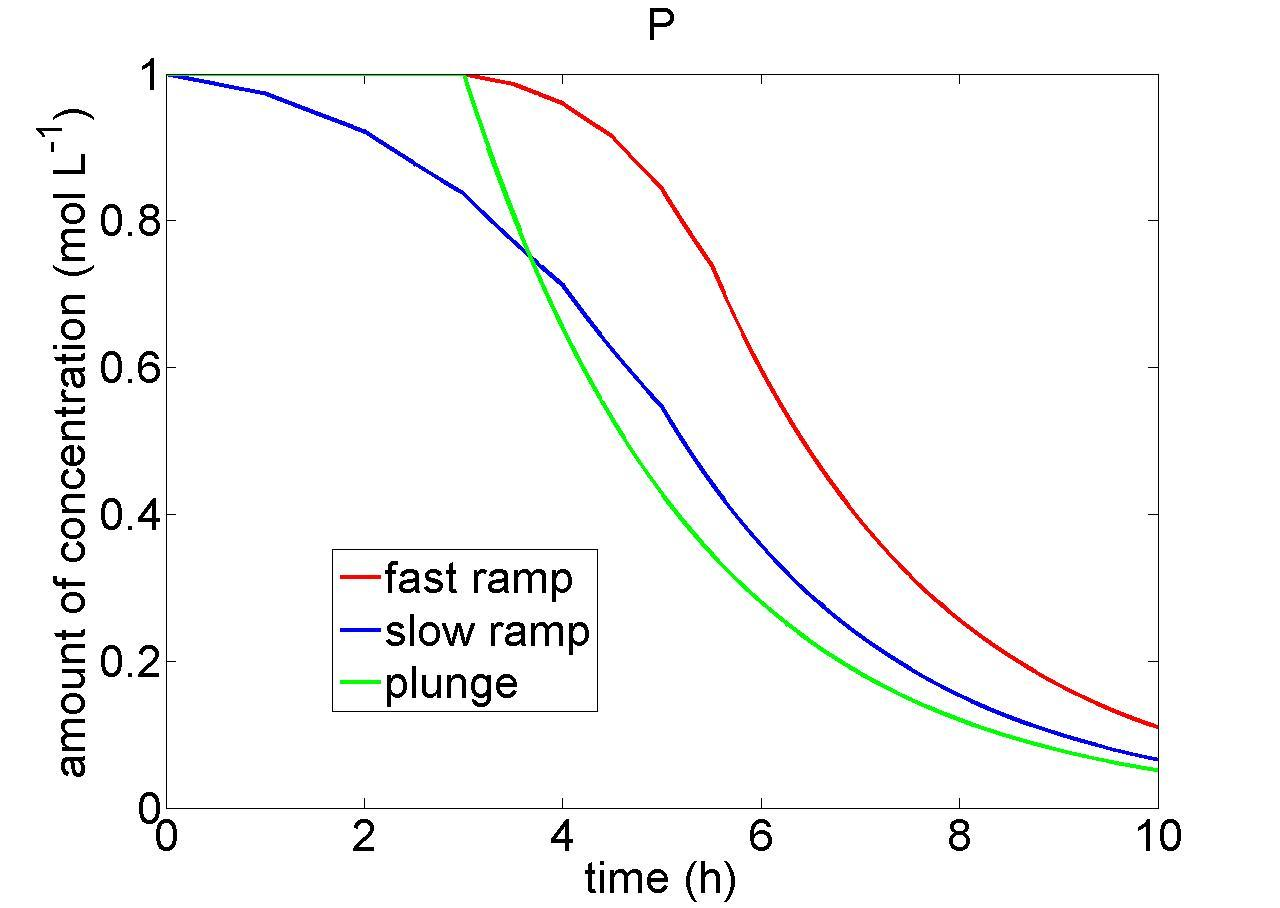 P
amount of concentration (mol L⁻¹)
1
0.8
0.6
0.4
0.2
0
fast ramp
slow ramp
plunge
0 2 4 6 8 10
time (h)